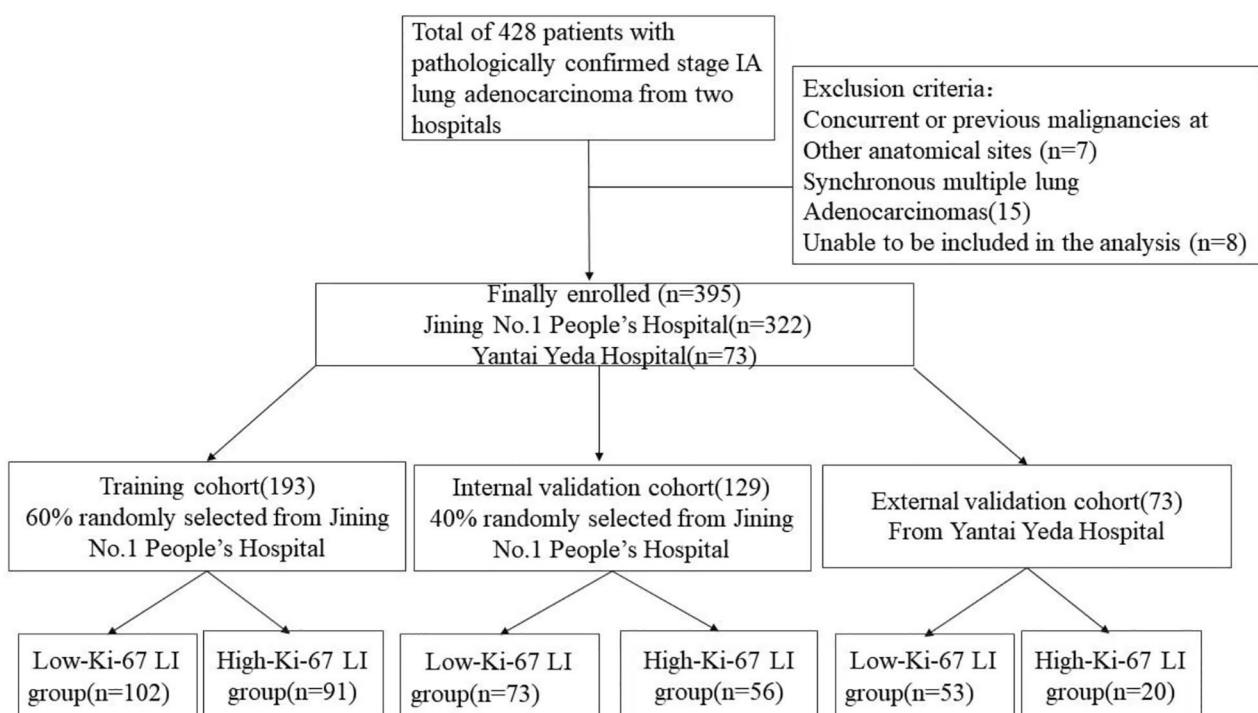 Total of 428 patients with
pathologically confirmed stage IA
lung adenocarcinoma from two
hospitals
Exclusion criteria：
Concurrent or previous malignancies at
Other anatomical sites (n=7)
Synchronous multiple lung
Adenocarcinomas(15)
Unable to be included in the analysis (n=8)
Finally enrolled (n=395)
Jining No.1 People’s Hospital(n=322)
Yantai Yeda Hospital(n=73)
Training cohort(193)
60% randomly selected from Jining
No.1 People’s Hospital
Internal validation cohort(129)
40% randomly selected from Jining
No.1 People’s Hospital
External validation cohort(73)
From Yantai Yeda Hospital
Low-Ki-67 LI
group(n=102)
High-Ki-67 LI
group(n=91)
Low-Ki-67 LI
group(n=73)
High-Ki-67 LI
group(n=56)
Low-Ki-67 LI
group(n=53)
High-Ki-67 LI
group(n=20)